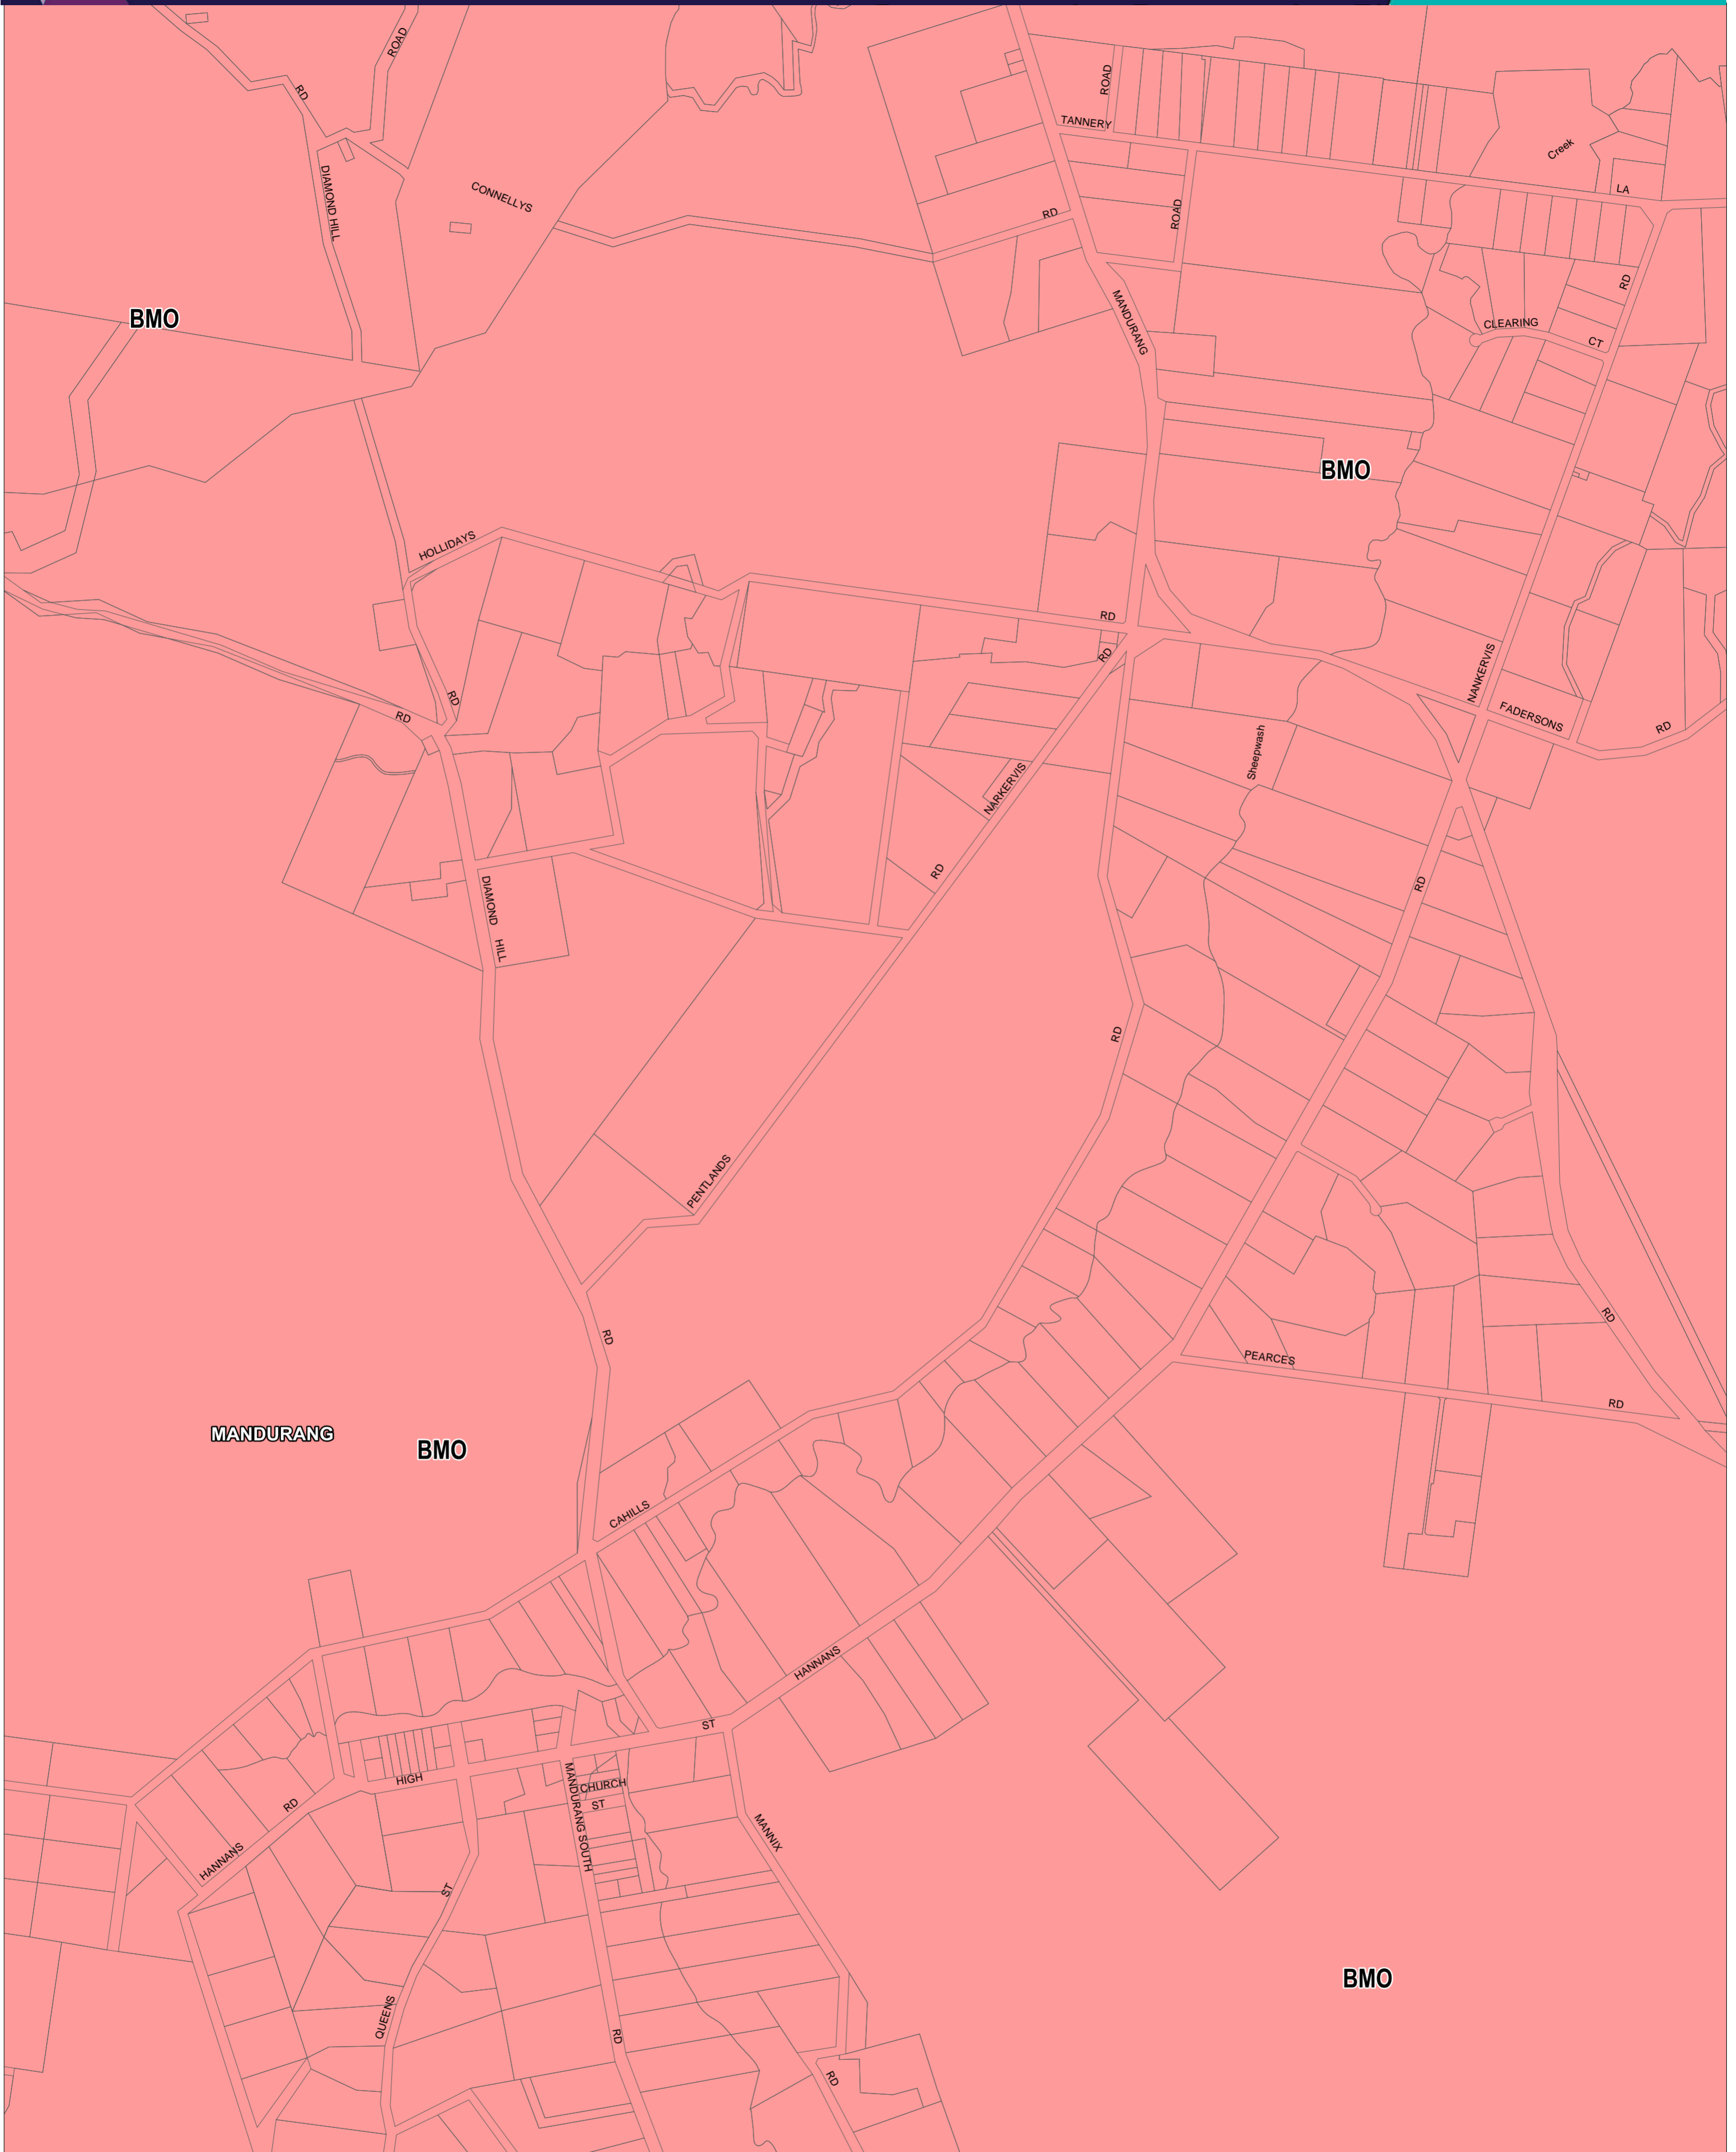 ROAD
RD
ROAD
TANNERY
Creek
DIAMOND HILL
CONNELLYS
LA
RD
ROAD
RD
BMO
MANDURANG
CLEARING
CT
BMO
HOLLIDAYS
RD
RD
NANKERVIS
RD
RD
FADERSONS
RD
Sheepwash
NARKERVIS
RD
RD
DIAMOND HILL
RD
PENTLANDS
RD
RD
PEARCES
RD
MANDURANG
BMO
CAHILLS
HANNANS
ST
HIGH
MANDURANG SOUTH
CHURCH
ST
RD
MANNIX
HANNANS
ST
BMO
QUEENS
RD
RD